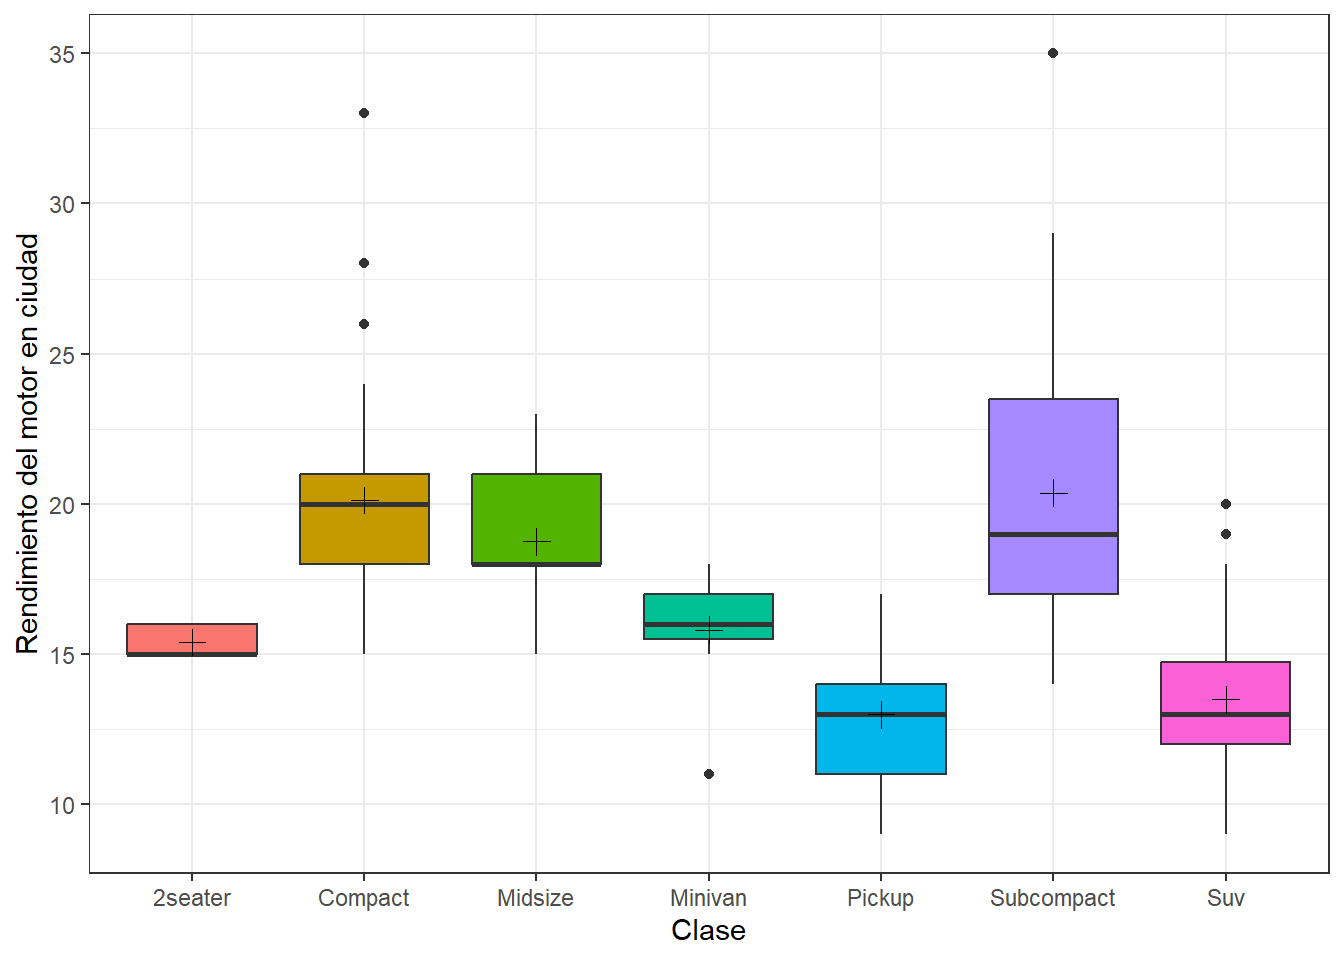 Rendimiento del motor en ciudad
35
30
25
20
15
10
2seater Compact Midsize Minivan Pickup Subcompact Suv
Clase